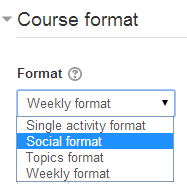 Course format
Format
Weekly format
Single activity format
Social format
Topics format
Weekly format